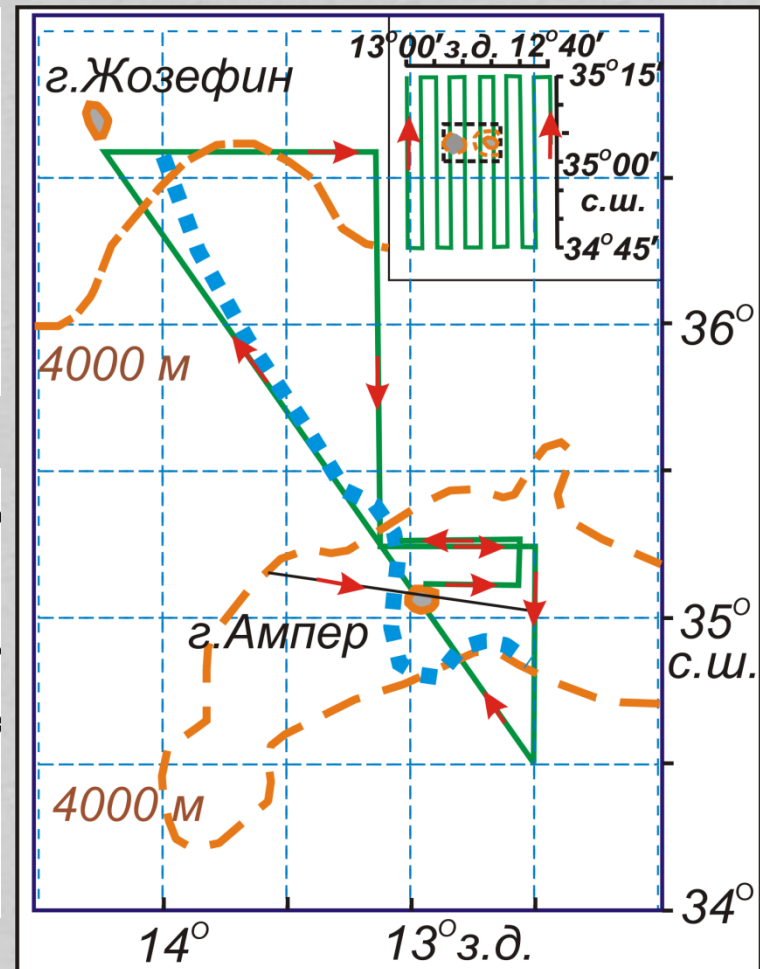 г.Жозефин
13°00′з.д. 12°40′
35°15′
35°00′
с.ш.
34°45′
36°
4000 м
35°
с.ш.
г.Ампер
4000 м
34°
14°
13°з.д.